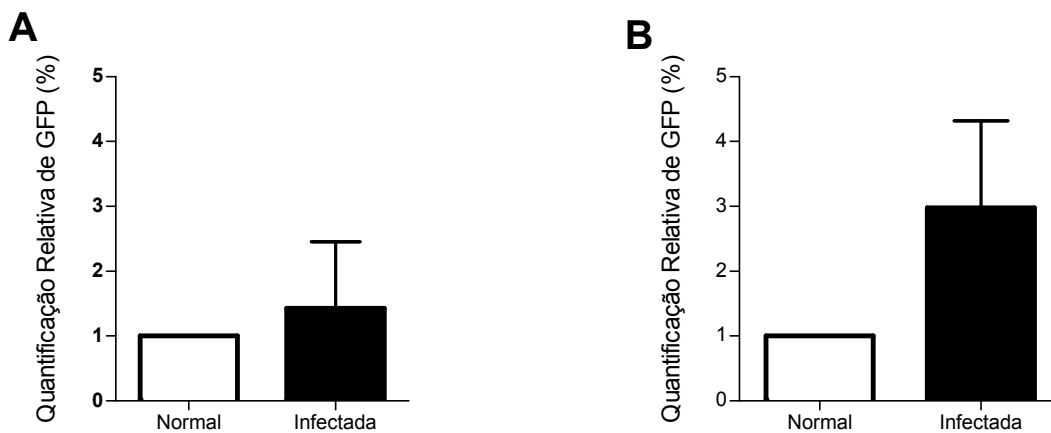 A
Quantificação Relativa de GFP (%)
5
4
3
2
1
0
Normal
Infectada
B
Quantificação Relativa de GFP (%)
5
4
3
2
1
0
Normal
Infectada